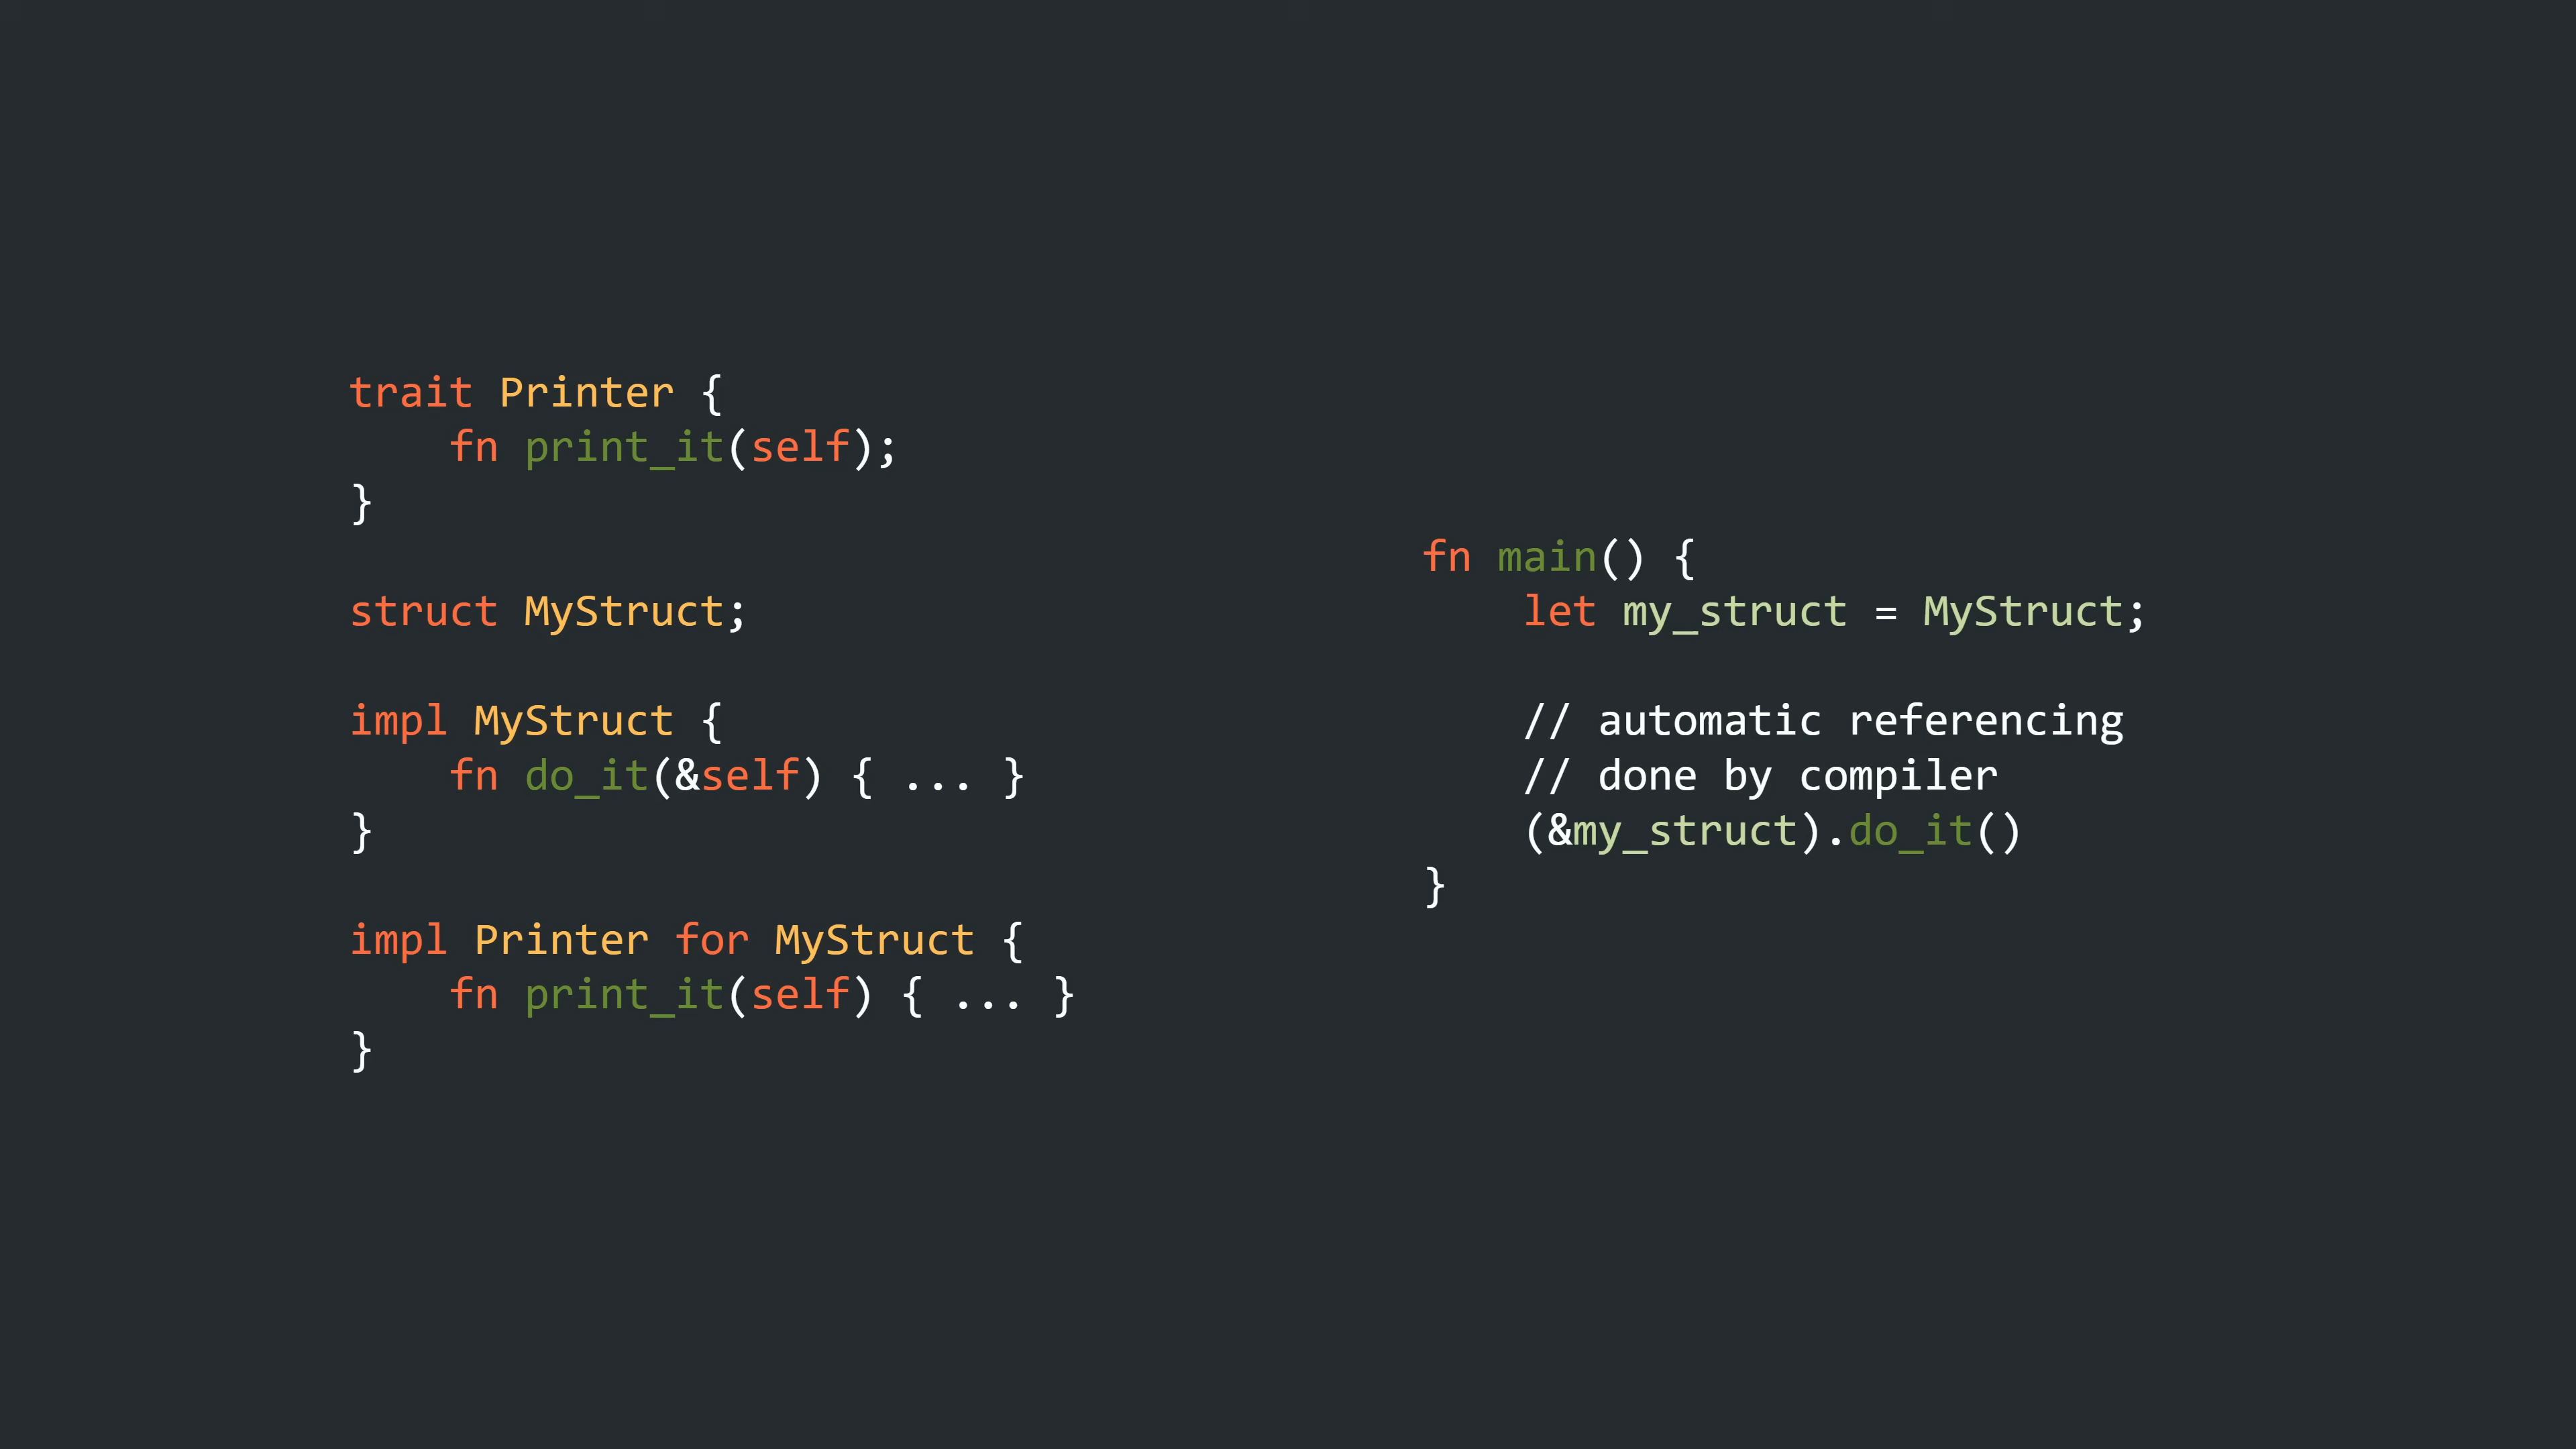 trait Printer {
    fn print_it(self);
}
struct MyStruct;
impl MyStruct {
    fn do_it(&self) { ... }
}
impl Printer for MyStruct {
    fn print_it(self) { ... }
}
fn main() {
    let my_struct = MyStruct;
    // automatic referencing
    // done by compiler
    (&my_struct).do_it()
}